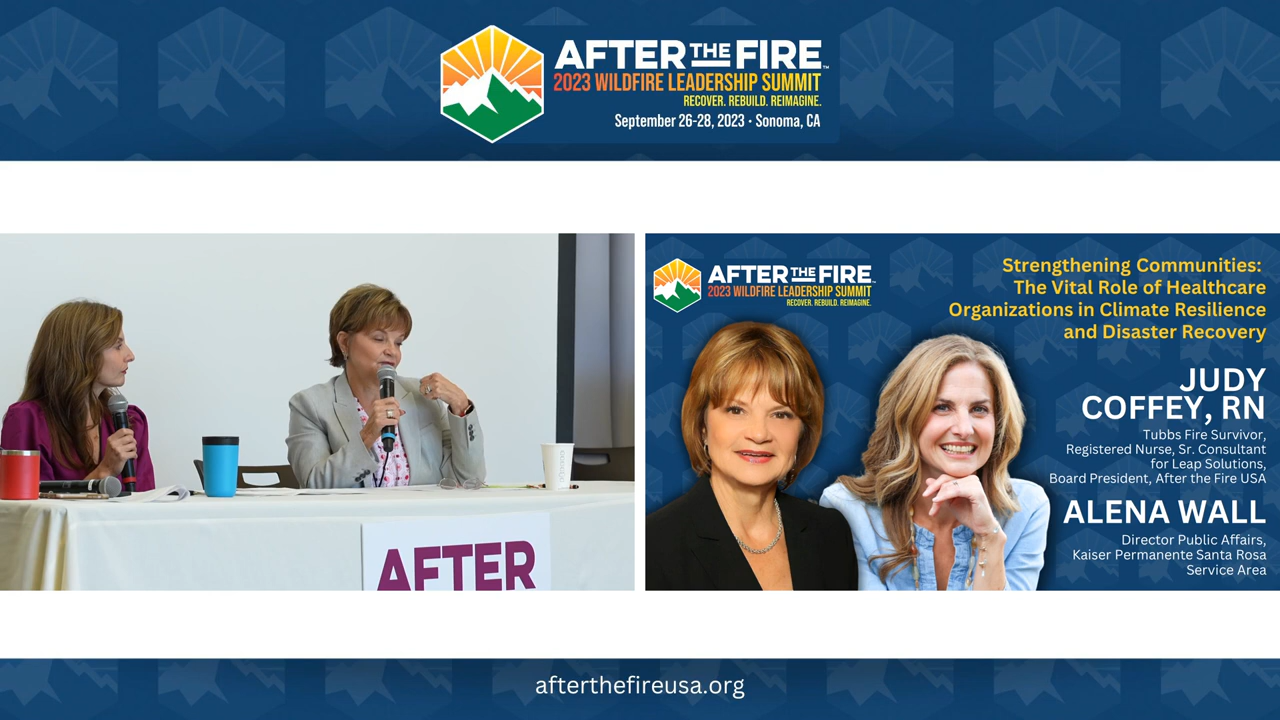 AFTER THE FIRE™
2023 WILDFIRE LEADERSHIP SUMMIT
RECOVER. REBUILD. REIMAGINE.
September 26-28, 2023 • Sonoma, CA
AFTER
AFTER THE FIRE™
2023 WILDFIRE LEADERSHIP SUMMIT
RECOVER. REBUILD. REIMAGINE.
Strengthening Communities:
The Vital Role of Healthcare
Organizations in Climate Resilience
and Disaster Recovery
JUDY
COFFEY, RN
Tubbs Fire Survivor,
Registered Nurse, Sr. Consultant
for Leap Solutions,
Board President, After the Fire USA
ALENA WALL
Director Public Affairs,
Kaiser Permanente Santa Rosa
Service Area
afterthefireusa.org